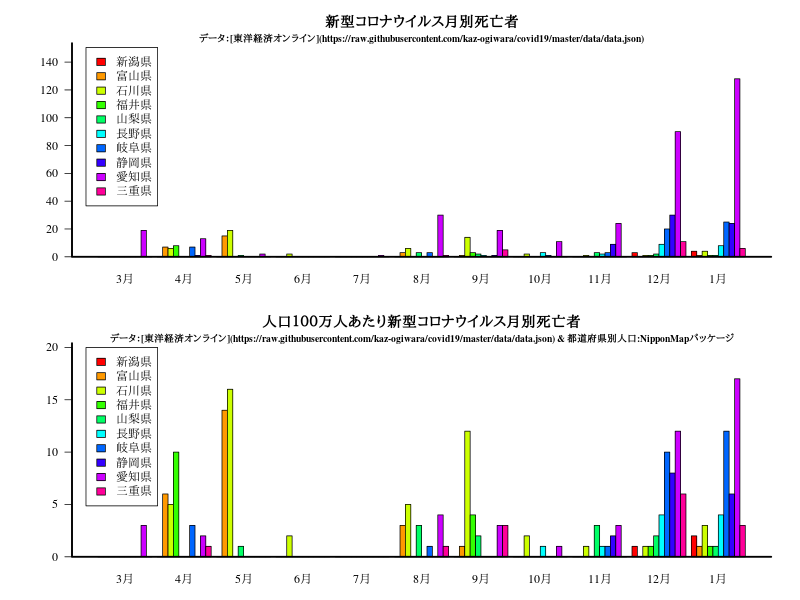 新型コロナウイルス月別死亡者
データ:[東洋経済オンライン](https://raw.githubusercontent.com/kaz-ogiwara/covid19/master/data/data.json)
140
120
100
80
60
40
20
0
新潟県
富山県
石川県
福井県
山梨県
長野県
岐阜県
静岡県
愛知県
三重県
3月 4月 5月 6月 7月 8月 9月 10月 11月 12月 1月
人口100万人あたり新型コロナウイルス月別死亡者
データ:[東洋経済オンライン](https://raw.githubusercontent.com/kaz-ogiwara/covid19/master/data/data.json) & 都道府県別人口:NipponMapパッケージ
20
15
10
5
0
新潟県
富山県
石川県
福井県
山梨県
長野県
岐阜県
静岡県
愛知県
三重県
3月 4月 5月 6月 7月 8月 9月 10月 11月 12月 1月